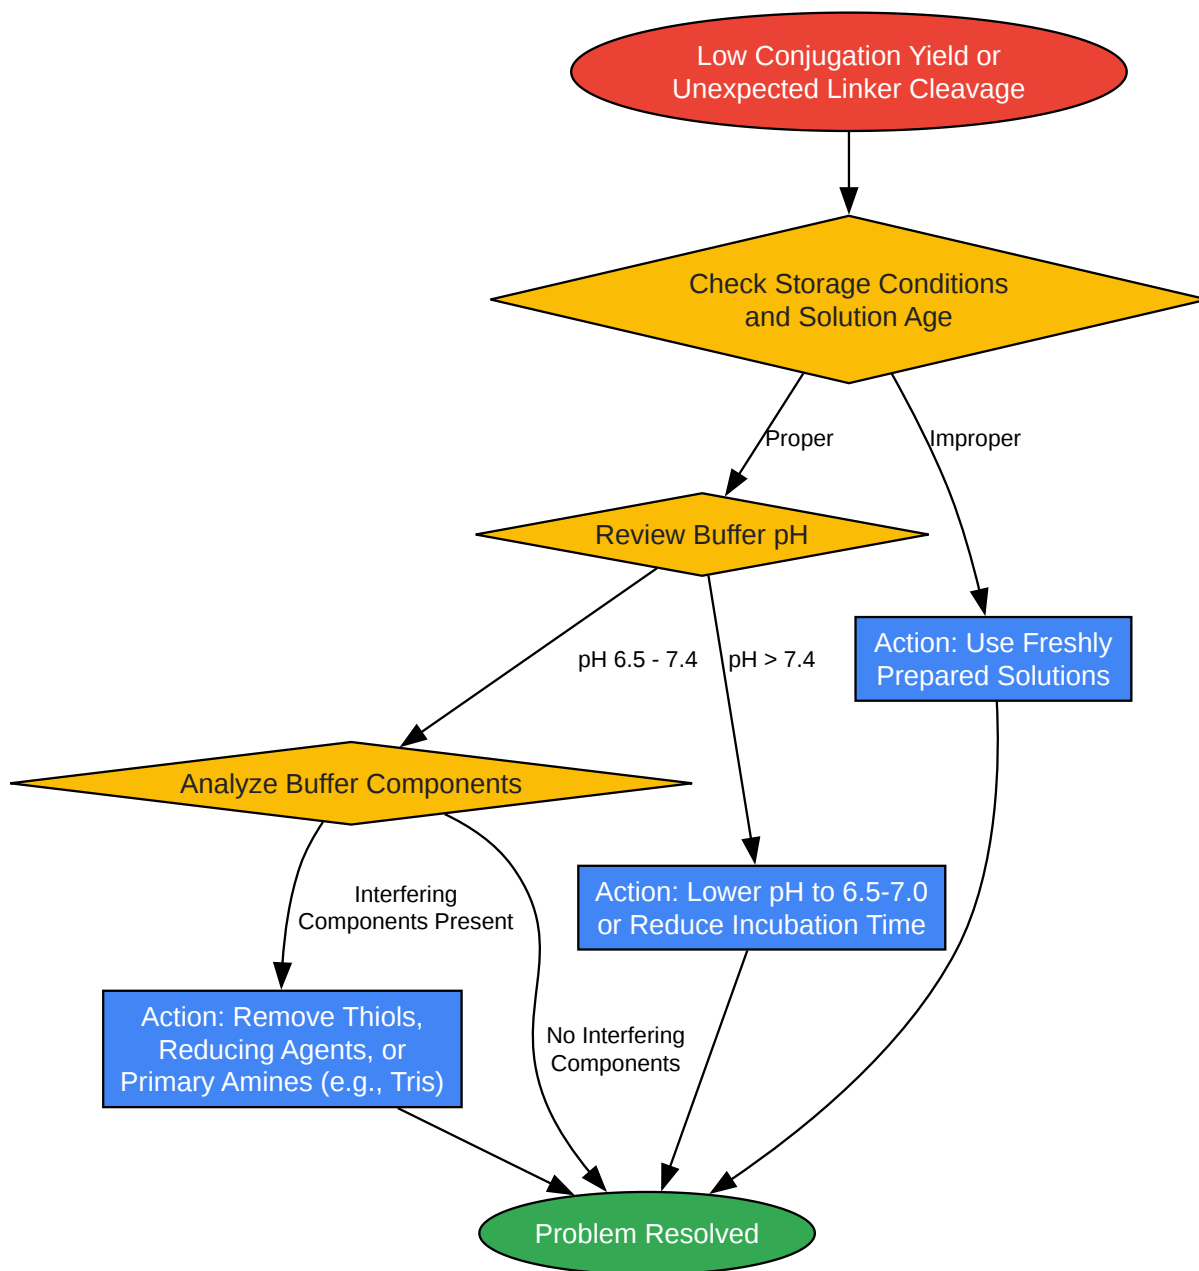 Low Conjugation Yield or
Unexpected Linker Cleavage
Check Storage Conditions
and Solution Age
Proper
Improper
Review Buffer pH
pH 6.5 - 7.4
pH > 7.4
Action: Use Freshly
Prepared Solutions
Analyze Buffer Components
Interfering
Components Present
Action: Lower pH to 6.5-7.0
or Reduce Incubation Time
Action: Remove Thiols,
Reducing Agents, or
Primary Amines (e.g., Tris)
No Interfering
Components
Problem Resolved